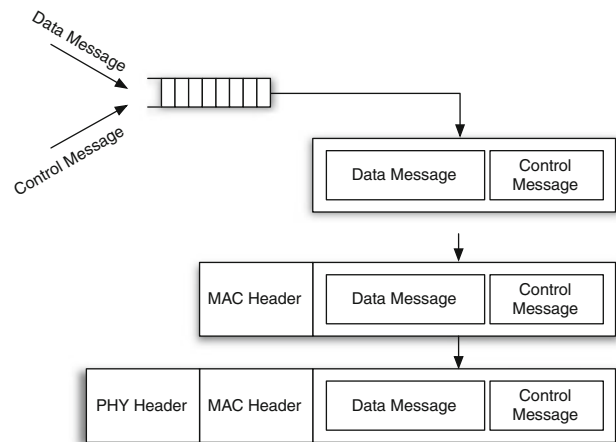 Data Message
Control Message
Data Message
Control
Message
MAC Header
Data Message
Control
Message
PHY Header
MAC Header
Data Message
Control
Message